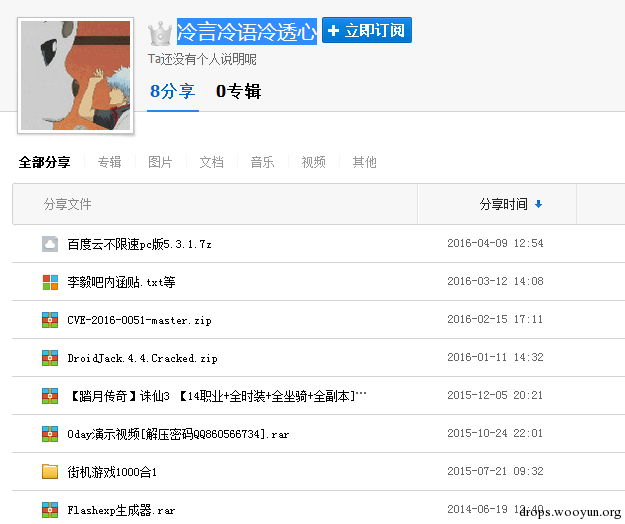 冷言冷语冷透心 + 立即订阅
Ta还没有个人说明呢
8分享 0专辑
全部分享 专辑 图片 文档 音乐 视频 其他
分享文件 分享时间
百度云不限速pc版5.3.1.7z 2016-04-09 12:54
李毅吧内涵贴.txt等 2016-03-12 14:08
CVE-2016-0051-master.zip 2016-02-15 17:11
DroidJack.4.4.Cracked.zip 2016-01-11 14:32
【踏月传奇】诛仙3 【14职业+全时装+全坐骑+全副本]… 2015-12-05 20:21
0day演示视频[解压密码QQ860566734].rar 2015-10-24 22:01
街机游戏1000合1 2015-07-21 09:32
Flashexp生成器.rar 2014-06-19 12:40
drops.wooyun.org